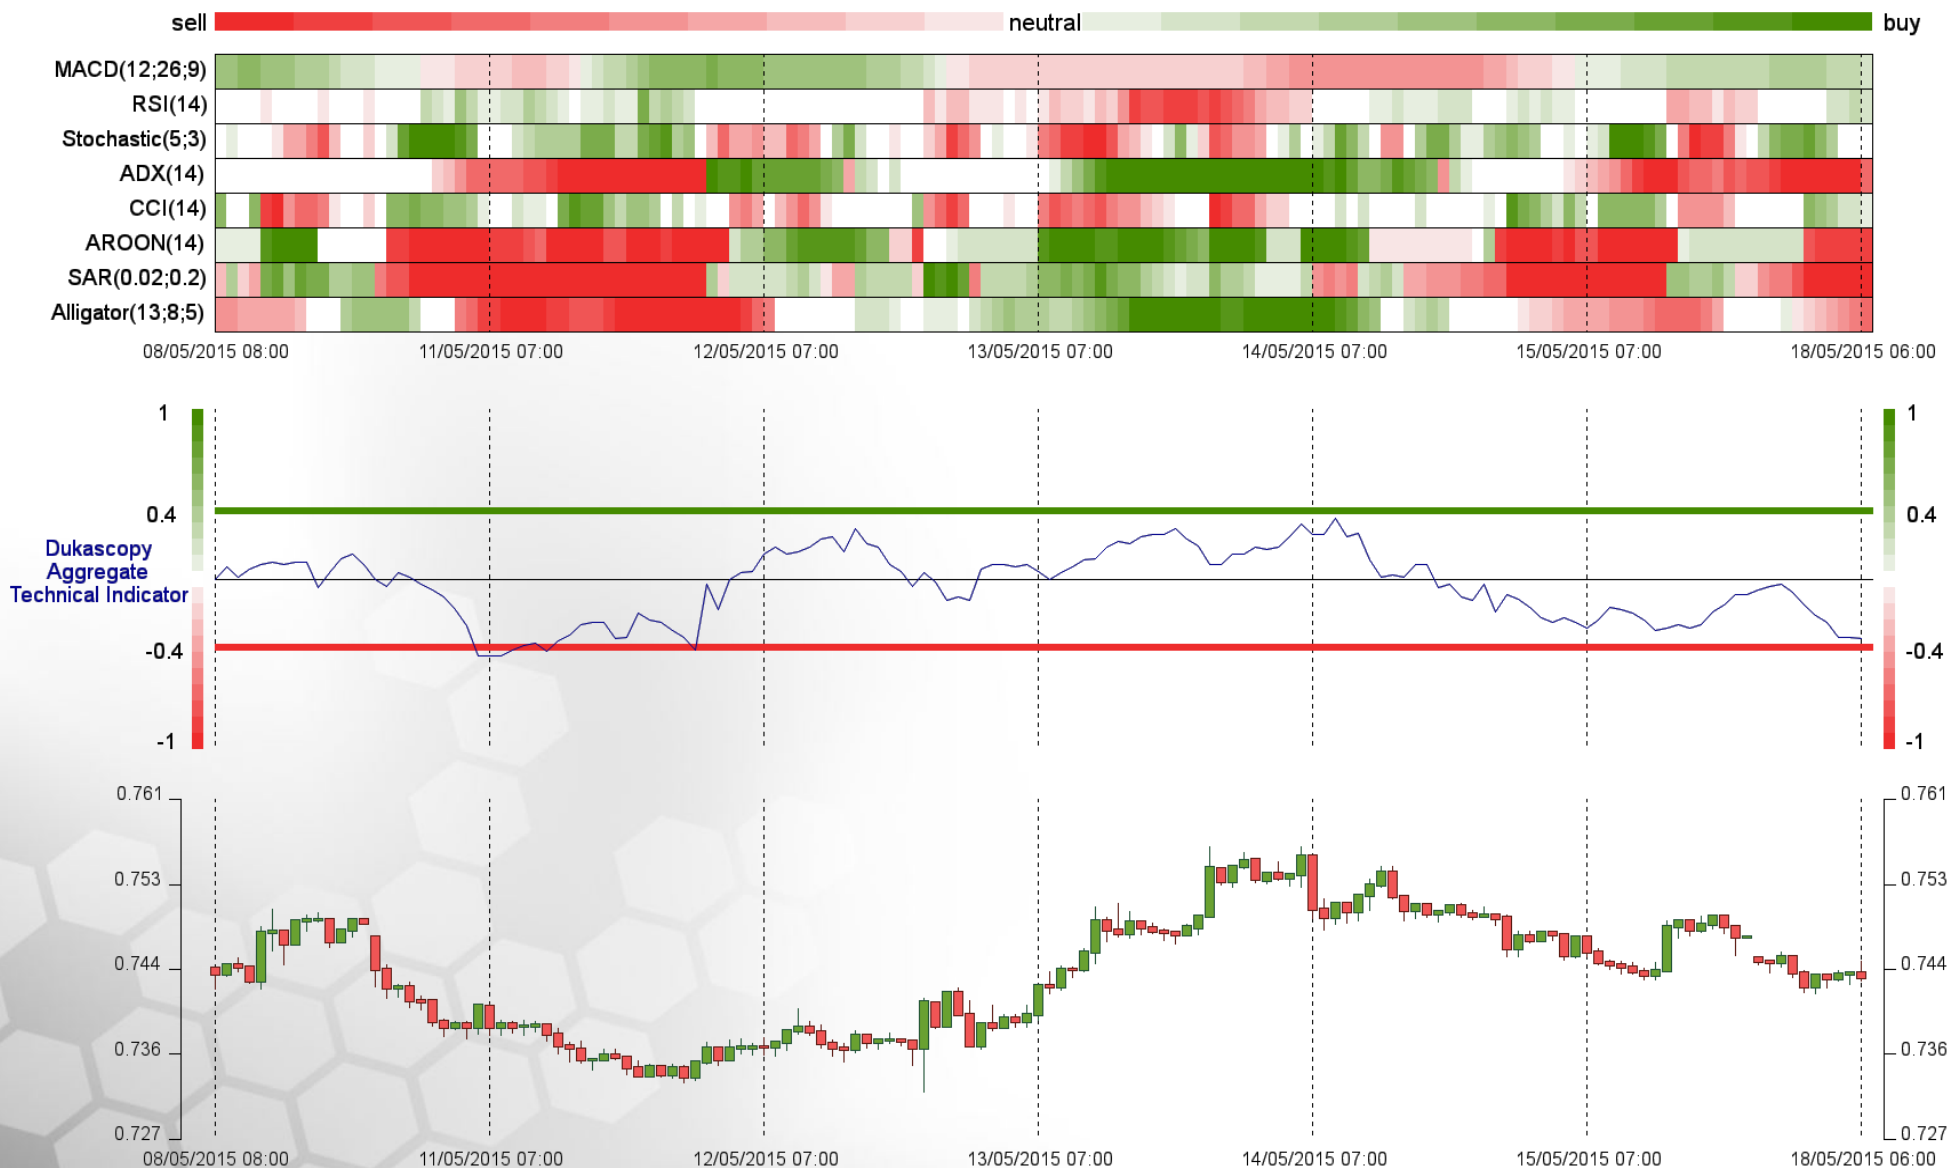 sell neutral buy
MACD(12;26;9)
RSI(14)
Stochastic(5;3)
ADX(14)
CCI(14)
AROON(14)
SAR(0.02;0.2)
Alligator(13;8;5)
08/05/2015 08:00 11/05/2015 07:00 12/05/2015 07:00 13/05/2015 07:00 14/05/2015 07:00 15/05/2015 07:00 18/05/2015 06:00
1 1
0.4 0.4
Dukascopy
Aggregate
Technical Indicator
-0.4 -0.4
-1 -1
0.761 0.761
0.753 0.753
0.744 0.744
0.736 0.736
0.727 0.727
08/05/2015 08:00 11/05/2015 07:00 12/05/2015 07:00 13/05/2015 07:00 14/05/2015 07:00 15/05/2015 07:00 18/05/2015 06:00